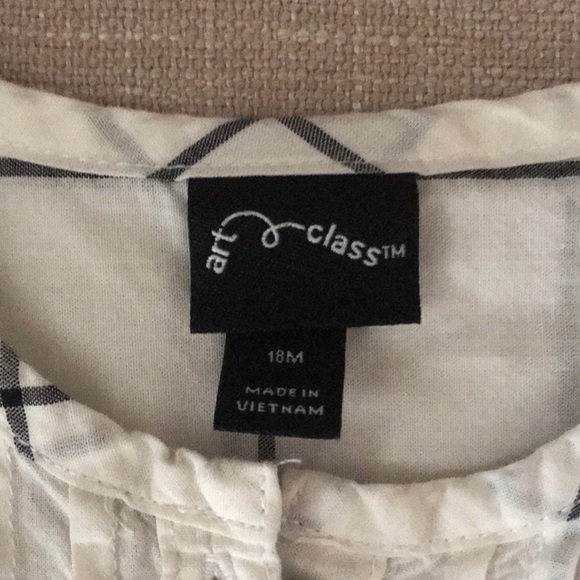 art class™
18M
MADE IN
VIETNAM